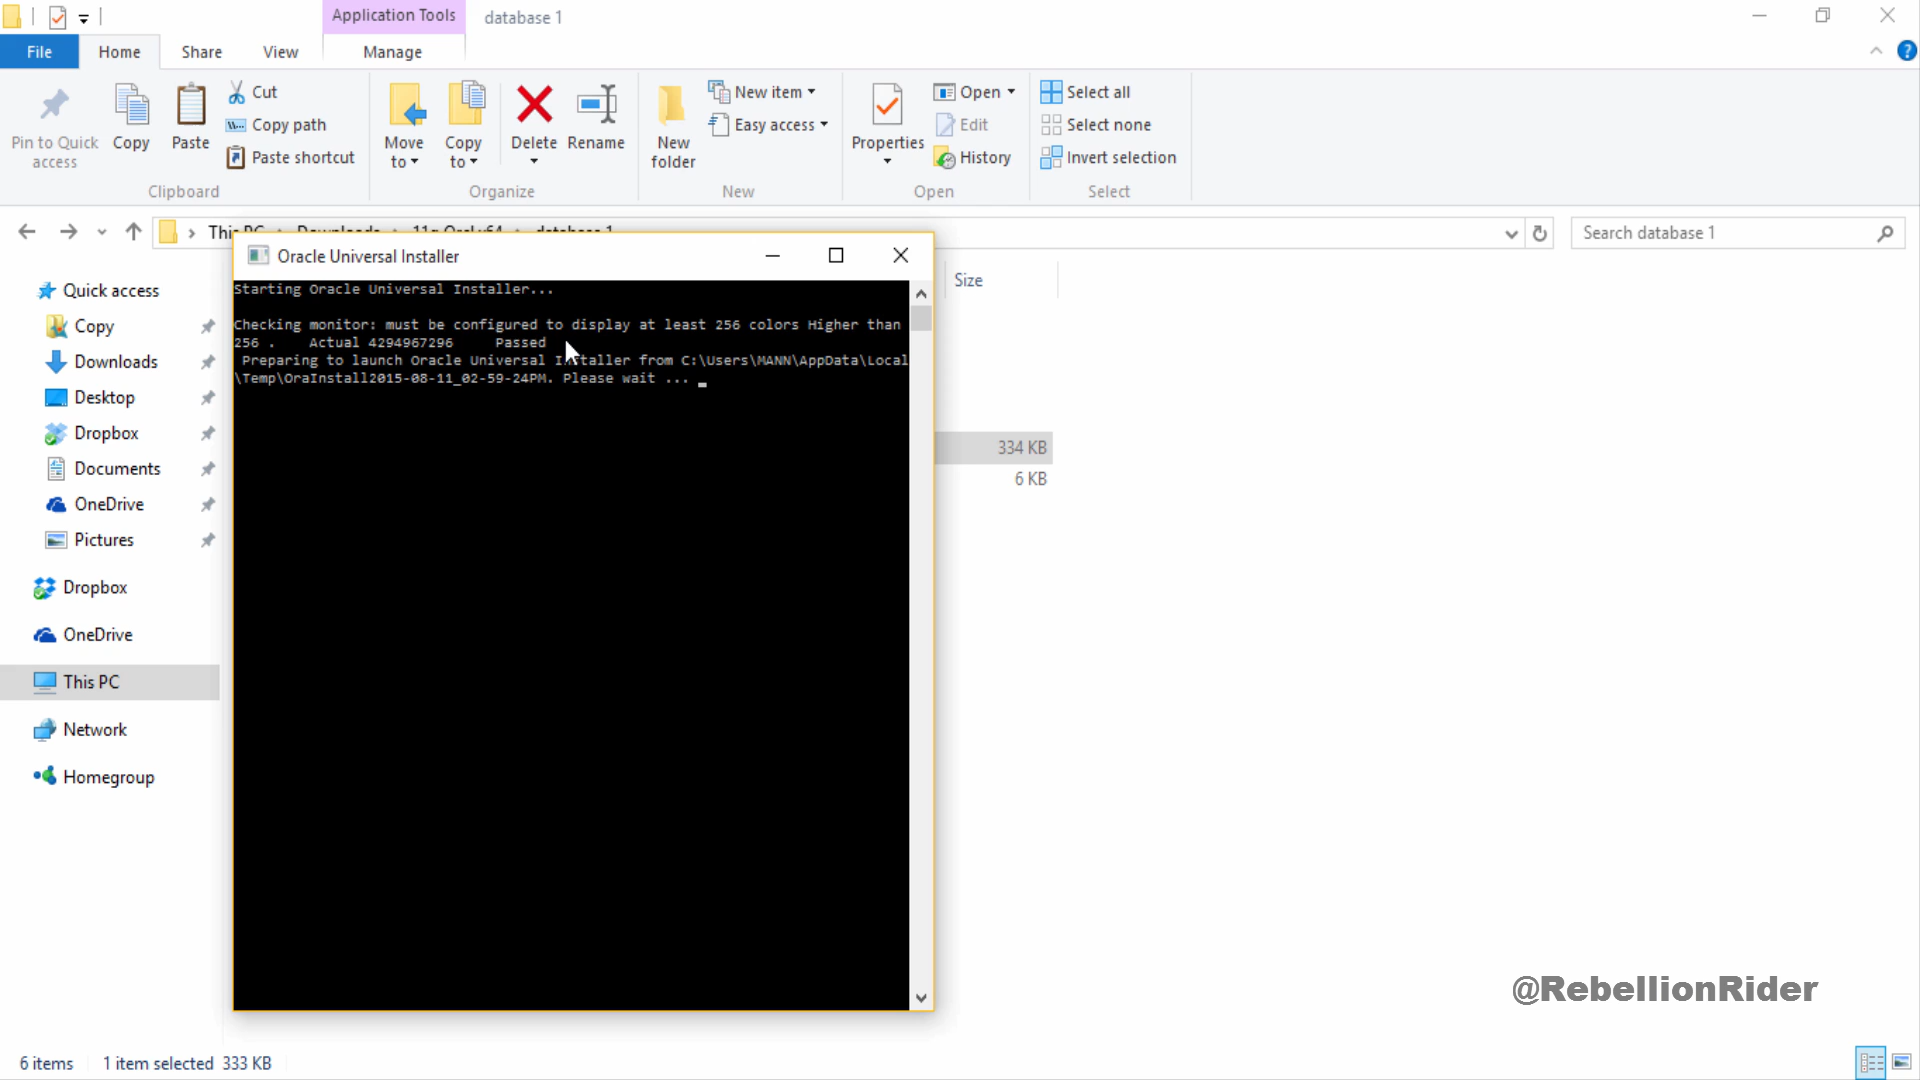 Application Tools
database 1
File
Home
Share
View
Manage
Pin to Quick access
Copy
Paste
Cut
Copy path
Paste shortcut
Clipboard
Move to
Copy to
Delete
Rename
Organize
New folder
New item
Easy access
New
Properties
Open
Edit
History
Open
Select all
Select none
Invert selection
Select
Search database 1
Oracle Universal Installer
Starting Oracle Universal Installer...
Checking monitor: must be configured to display at least 256 colors Higher than
256 .    Actual 4294967296     Passed
Preparing to launch Oracle Universal Installer from C:\Users\MANN\AppData\Local
\Temp\OraInstall2015-08-11_02-59-24PM. Please wait ...
Size
334 KB
6 KB
Quick access
Copy
Downloads
Desktop
Dropbox
Documents
OneDrive
Pictures
Dropbox
OneDrive
This PC
Network
Homegroup
@RebellionRider
6 items
1 item selected 333 KB